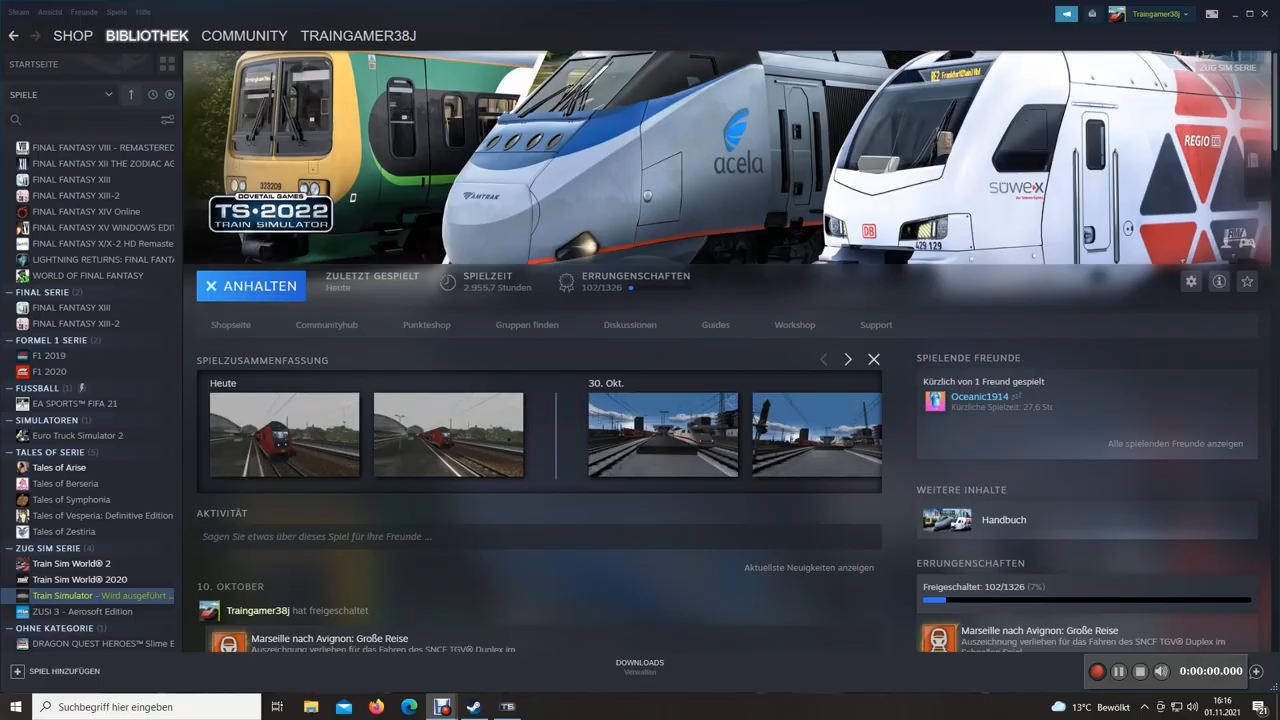 Steam Ansicht Freunde Spiele Hilfe
Traingamer38j
SHOP BIBLIOTHEK COMMUNITY TRAINGAMER38J
STARTSEITE
SPIELE
FINAL FANTASY VIII - REMASTERED
FINAL FANTASY XII THE ZODIAC AG
FINAL FANTASY XIII
FINAL FANTASY XIII-2
FINAL FANTASY XIV Online
FINAL FANTASY XV WINDOWS EDIT
FINAL FANTASY X/X-2 HD Remaste
LIGHTNING RETURNS: FINAL FANTA
WORLD OF FINAL FANTASY
FINAL SERIE (2)
FINAL FANTASY XIII
FINAL FANTASY XIII-2
FORMEL 1 SERIE (2)
F1 2019
F1 2020
FUSSBALL (1)
EA SPORTS™ FIFA 21
SIMULATOREN (1)
Euro Truck Simulator 2
TALES OF SERIE (5)
Tales of Arise
Tales of Berseria
Tales of Symphonia
Tales of Vesperia: Definitive Edition
Tales of Zestiria
ZUG SIM SERIE (4)
Train Sim World® 2
Train Sim World® 2020
Train Simulator - Wird ausgeführt ...
ZUSI 3 - Aerosoft Edition
OHNE KATEGORIE (1)
DRAGON QUEST HEROES™ Slime E
SPIEL HINZUFÜGEN
ZUG SIM SERIE
323209
AMTRAK
acela
RE2 Frankfurt(Main) Hbf
süwex
DB
429 129
REGIO DB
DOVETAIL GAMES
TS·2022
TRAIN SIMULATOR
ANHALTEN
ZULETZT GESPIELT
Heute
SPIELZEIT
2.955,7 Stunden
ERRUNGENSCHAFTEN
102/1326
Shopseite Communityhub Punkteshop Gruppen finden Diskussionen Guides Workshop Support
SPIELZUSAMMENFASSUNG
Heute
30. Okt.
AKTIVITÄT
Sagen Sie etwas über dieses Spiel für Ihre Freunde ...
Aktuellste Neuigkeiten anzeigen
10. OKTOBER
Traingamer38j hat freigeschaltet
Marseille nach Avignon: Große Reise
Auszeichnung verliehen für das Fahren des SNCF TGV® Duplex im
SPIELENDE FREUNDE
Kürzlich von 1 Freund gespielt
Oceanic1914
Kürzliche Spielzeit: 27,6 Sts
Alle spielenden Freunde anzeigen
WEITERE INHALTE
Handbuch
ERRUNGENSCHAFTEN
Freigeschaltet: 102/1326 (7%)
Marseille nach Avignon: Große Reise
Auszeichnung verliehen für das Fahren des SNCF TGV® Duplex im
DOWNLOADS
Verwalten
0:00:00.000
Suchbegriff hier eingeben
TS
13°C Bewölkt
16:16
01.11.2021